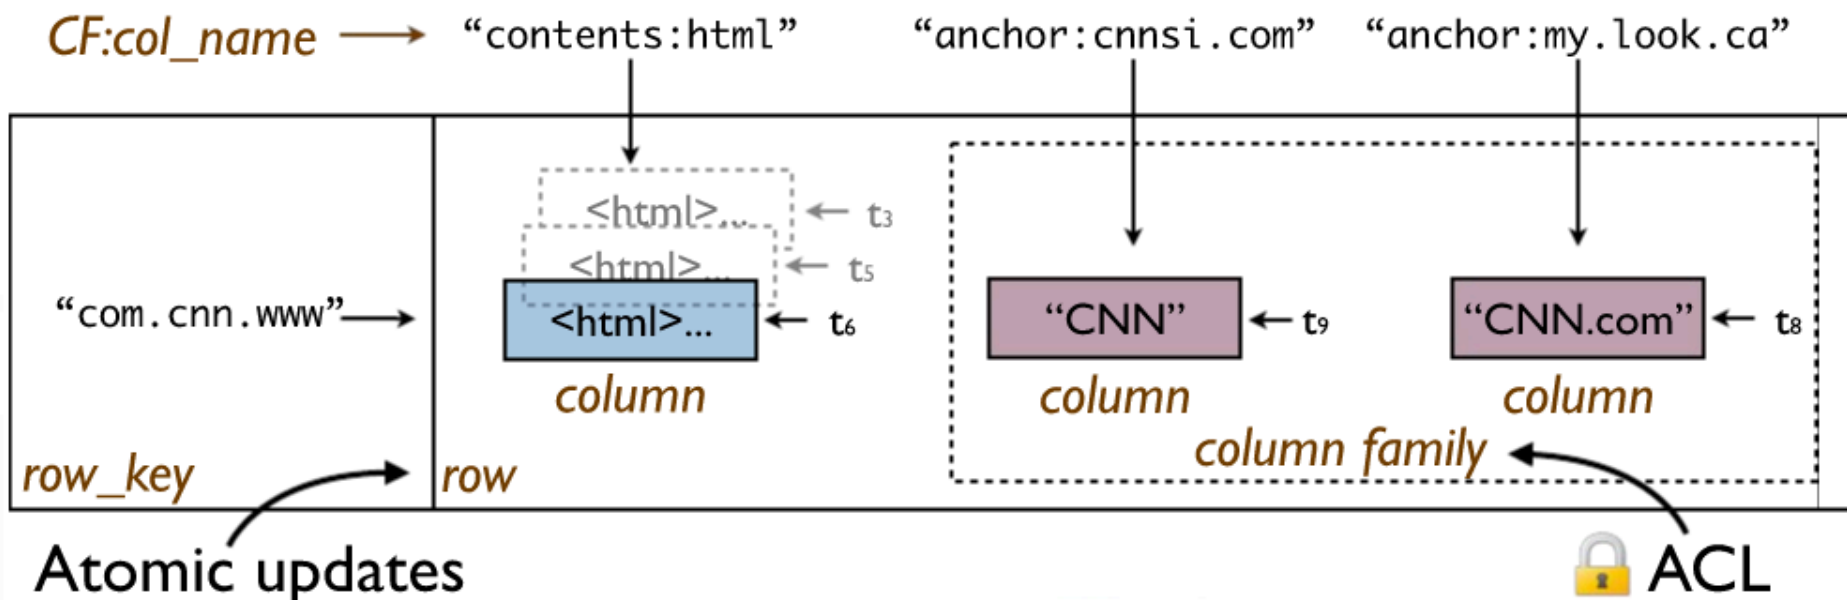 CF:col_name “contents:html” “anchor:cnnsi.com” “anchor:my.look.ca”
<html>... t3
<html>... t5
“com.cnn.www” <html>... t6 “CNN” t9 “CNN.com” t8
column column column
column family
row_key row
Atomic updates ACL